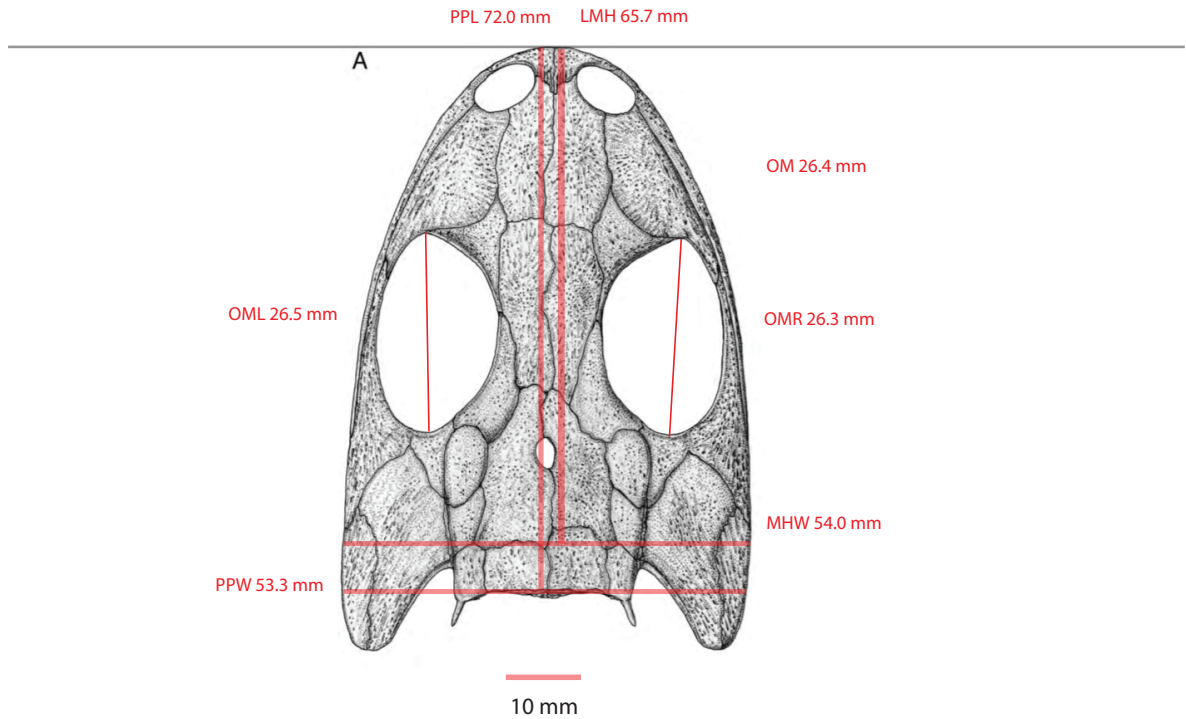 PPL 72.0 mm
LMH 65.7 mm
A
OM 26.4 mm
OML 26.5 mm
OMR 26.3 mm
MHW 54.0 mm
PPW 53.3 mm
10 mm